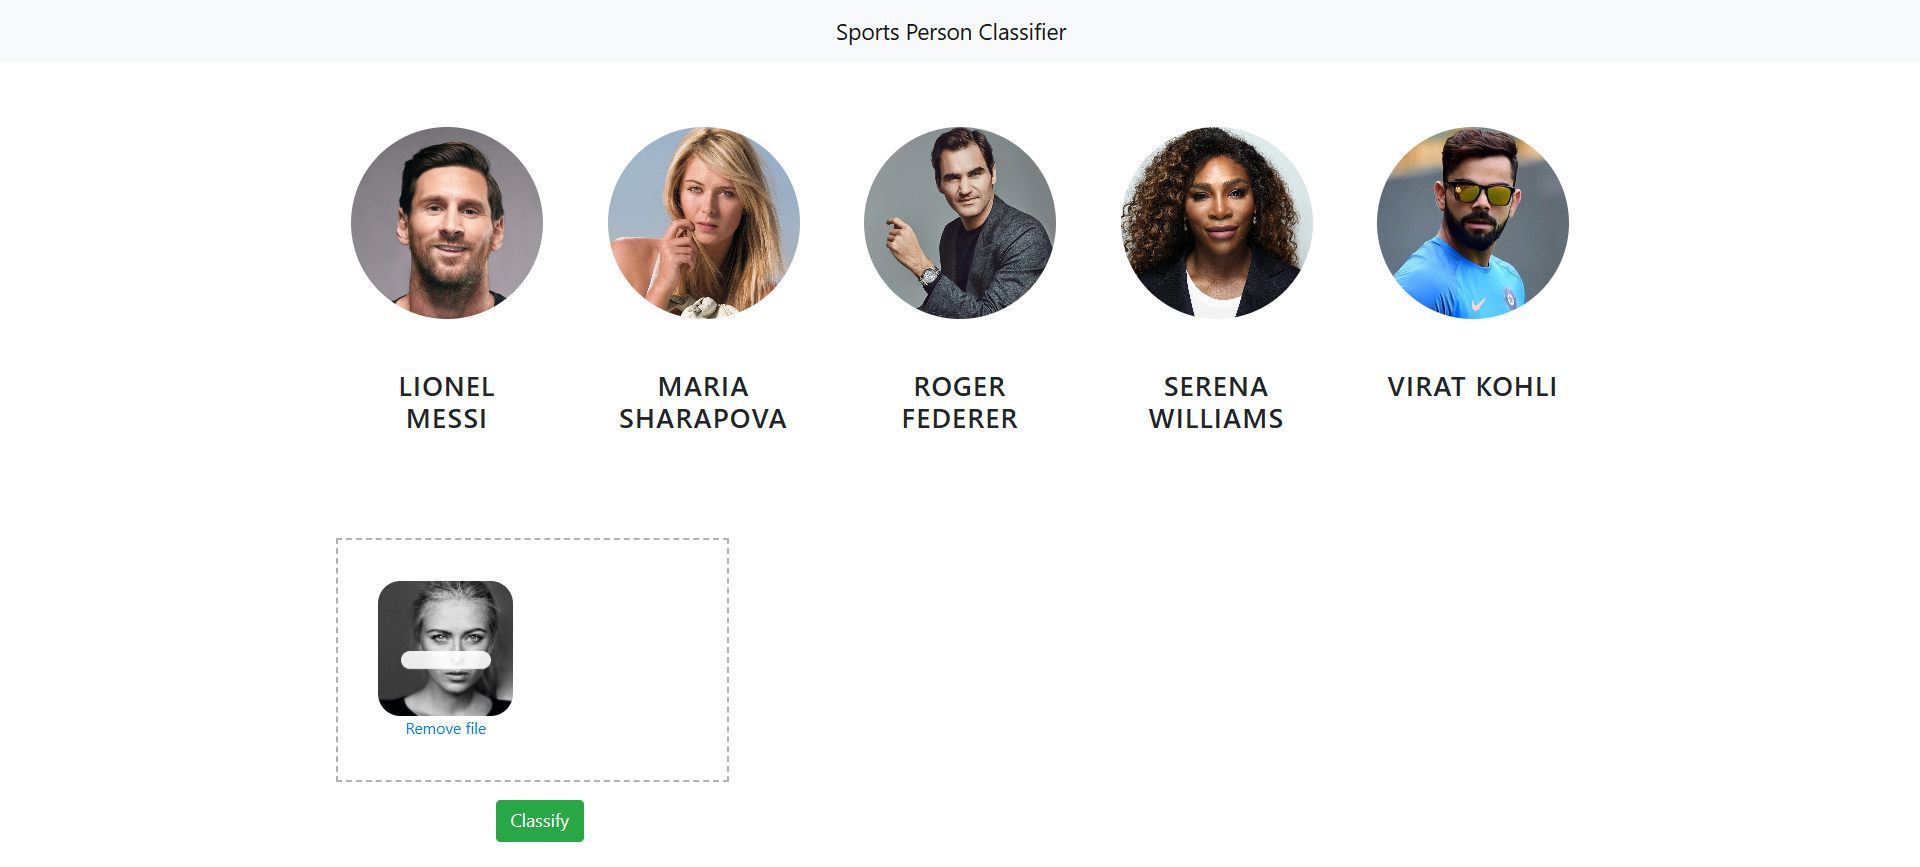 Sports Person Classifier
LIONEL
MESSI
MARIA
SHARAPOVA
ROGER
FEDERER
SERENA
WILLIAMS
VIRAT KOHLI
Remove file
Classify